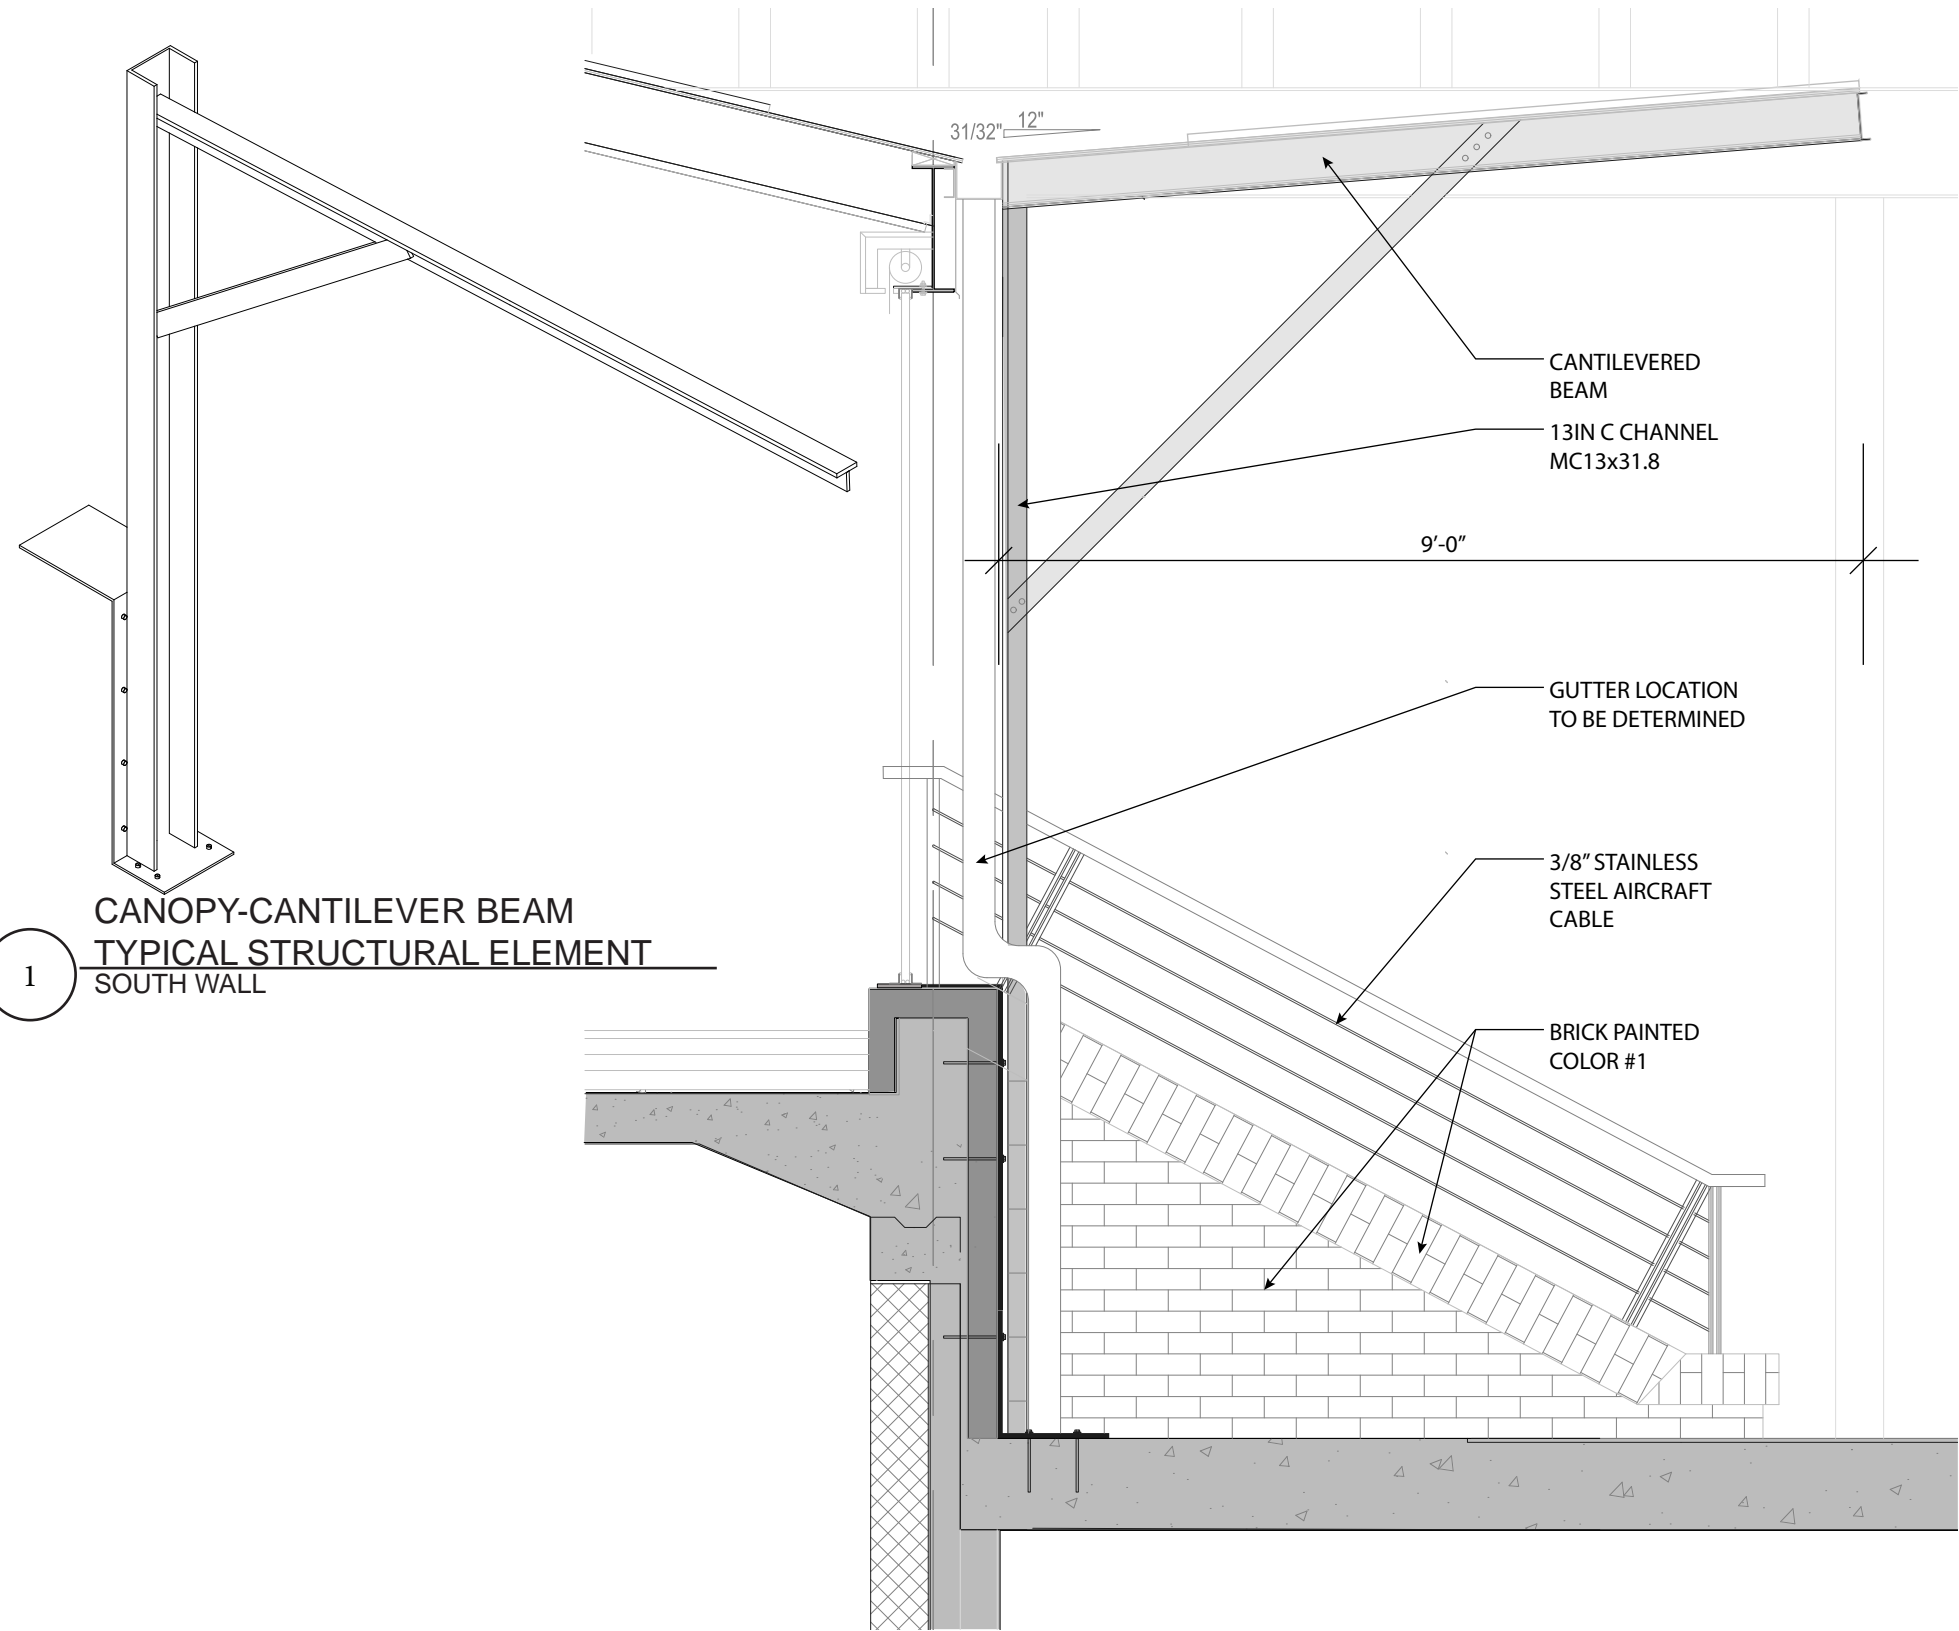 31/32" 12"
CANTILEVERED
BEAM
13IN C CHANNEL
MC13x31.8
9’-0”
GUTTER LOCATION
TO BE DETERMINED
3/8” STAINLESS
STEEL AIRCRAFT
CABLE
BRICK PAINTED
COLOR #1
1
CANOPY-CANTILEVER BEAM
TYPICAL STRUCTURAL ELEMENT
SOUTH WALL